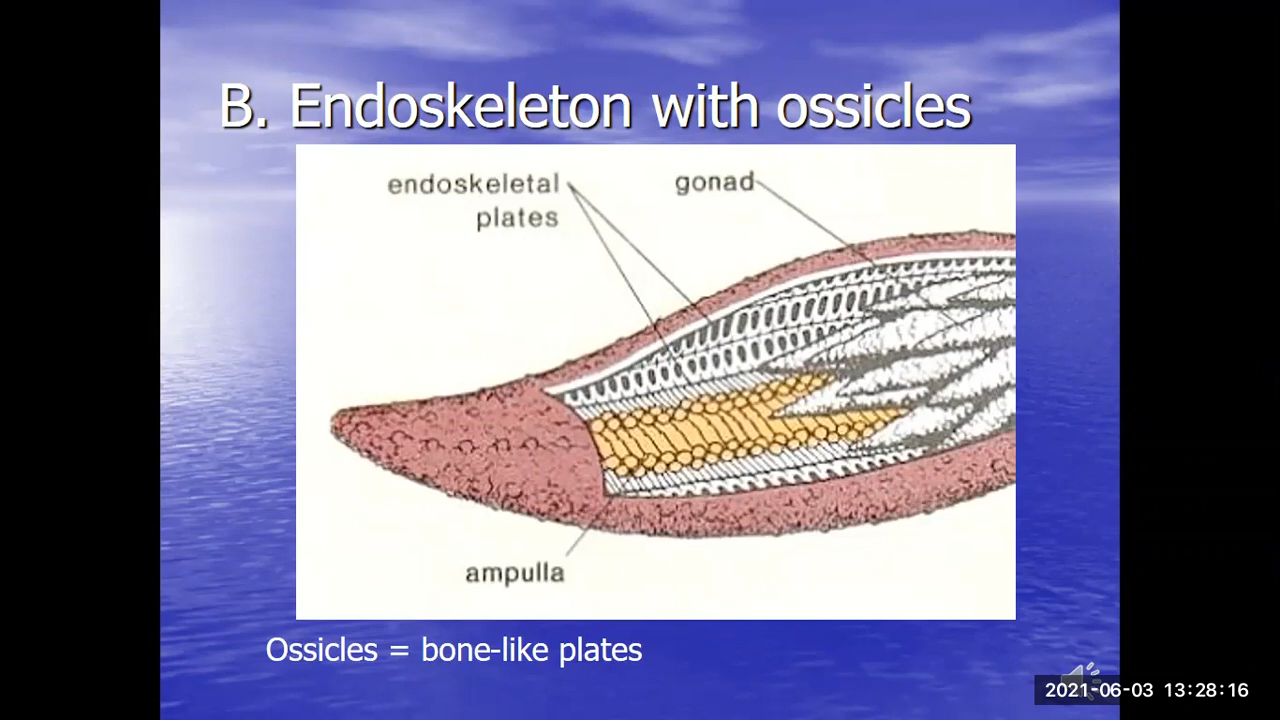 B. Endoskeleton with ossicles
endoskeletal
plates
gonad
ampulla
Ossicles = bone-like plates
2021-06-03 13:28:16